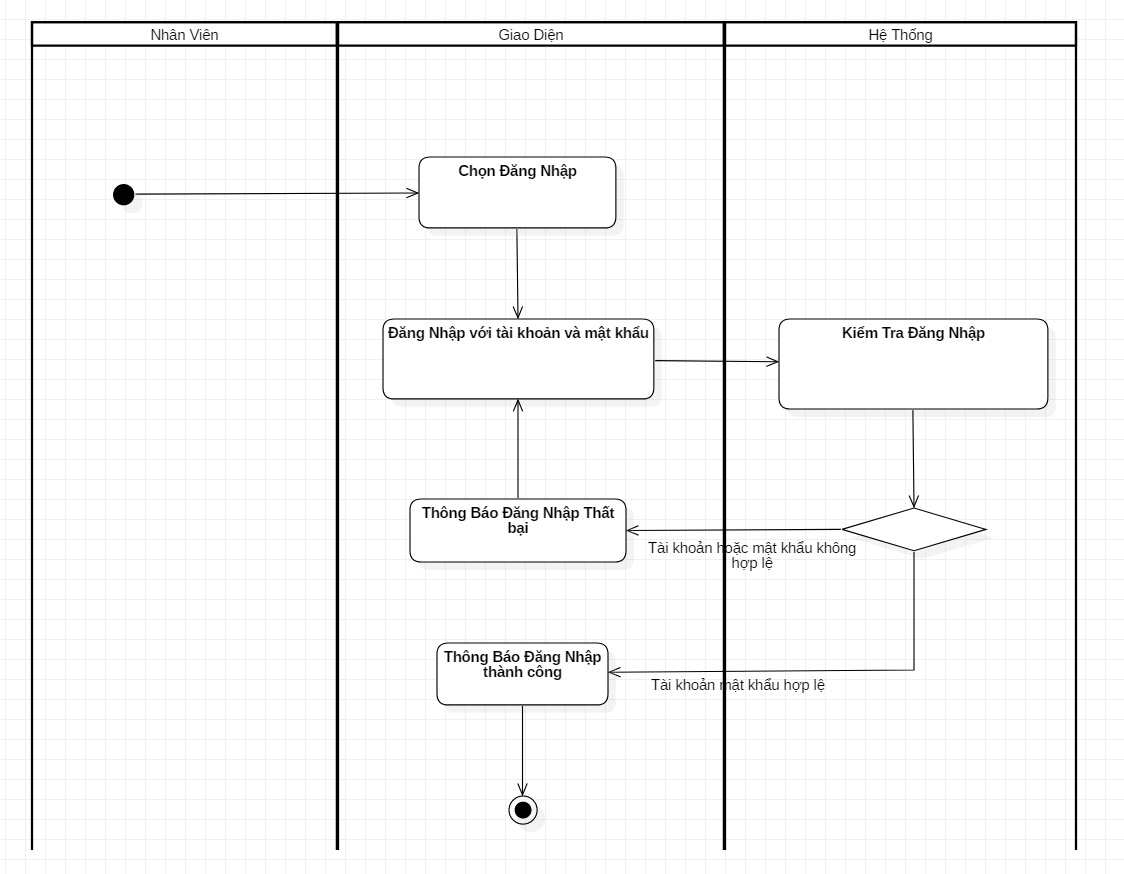 Nhân Viên
Giao Diện
Hệ Thống
Chọn Đăng Nhập
Đăng Nhập với tài khoản và mật khẩu
Kiểm Tra Đăng Nhập
Thông Báo Đăng Nhập Thất
bại
Tài khoản hoặc mật khẩu không
hợp lệ
Thông Báo Đăng Nhập
thành công
Tài khoản mật khẩu hợp lệ